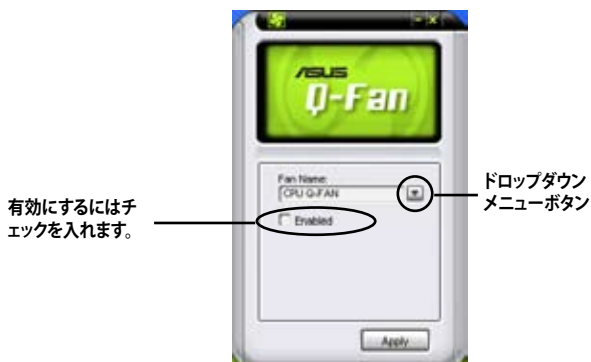 ASUS
Q-Fan
Fan Name:
CPU Q-FAN
Enabled
Apply
有効にするにはチ
ェックを入れます。
ドロップダウン
メニューボタン